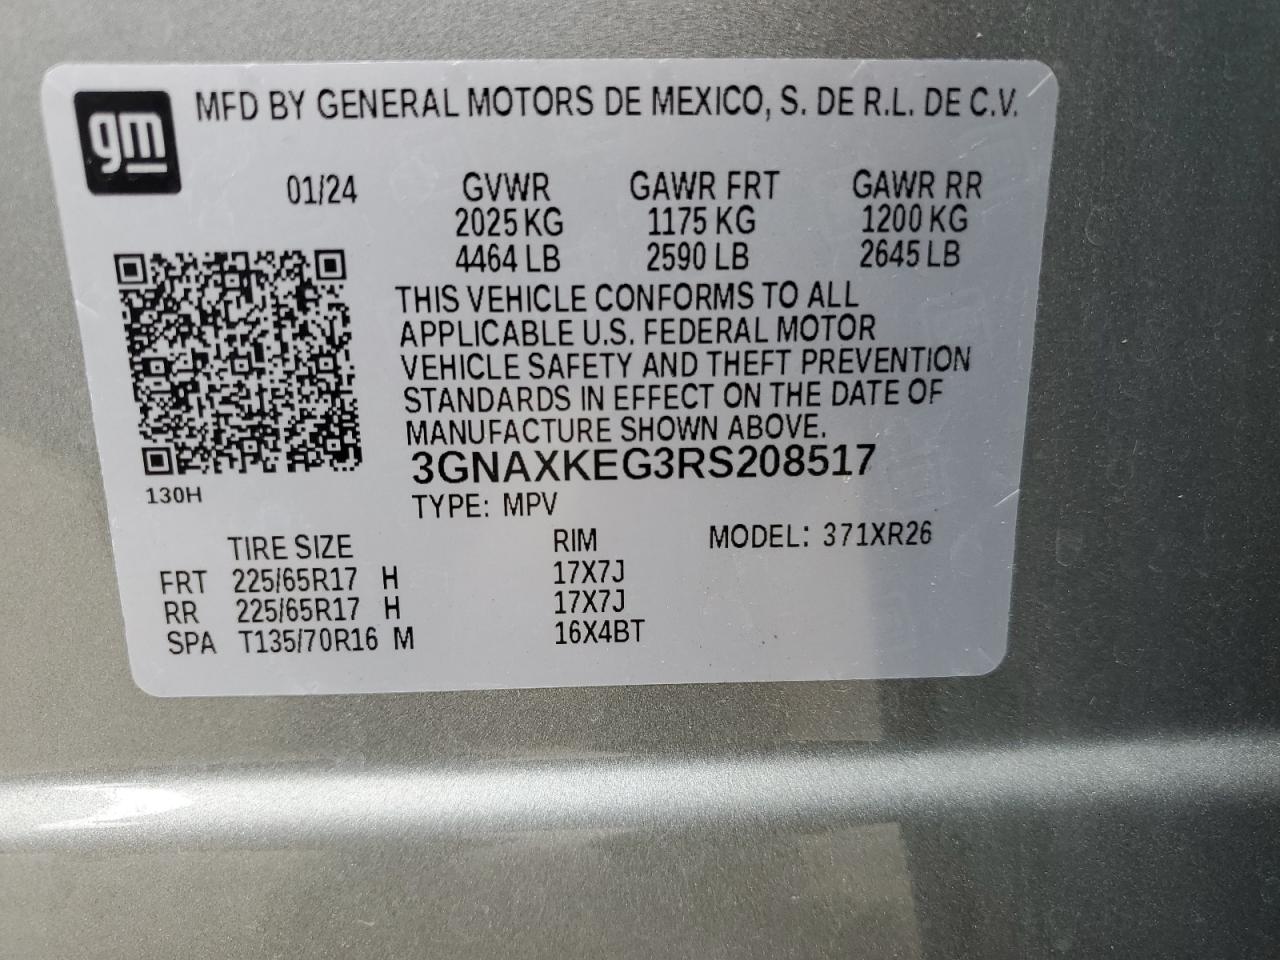 gm
MFD BY GENERAL MOTORS DE MEXICO, S. DE R.L. DE C.V.
01/24 GVWR GAWR FRT GAWR RR
2025 KG 1175 KG 1200 KG
4464 LB 2590 LB 2645 LB
THIS VEHICLE CONFORMS TO ALL
APPLICABLE U.S. FEDERAL MOTOR
VEHICLE SAFETY AND THEFT PREVENTION
STANDARDS IN EFFECT ON THE DATE OF
MANUFACTURE SHOWN ABOVE.
3GNAXKEG3RS208517
130H
TYPE: MPV
TIRE SIZE RIM MODEL: 371XR26
FRT 225/65R17 H 17X7J
RR 225/65R17 H 17X7J
SPA T135/70R16 M 16X4BT